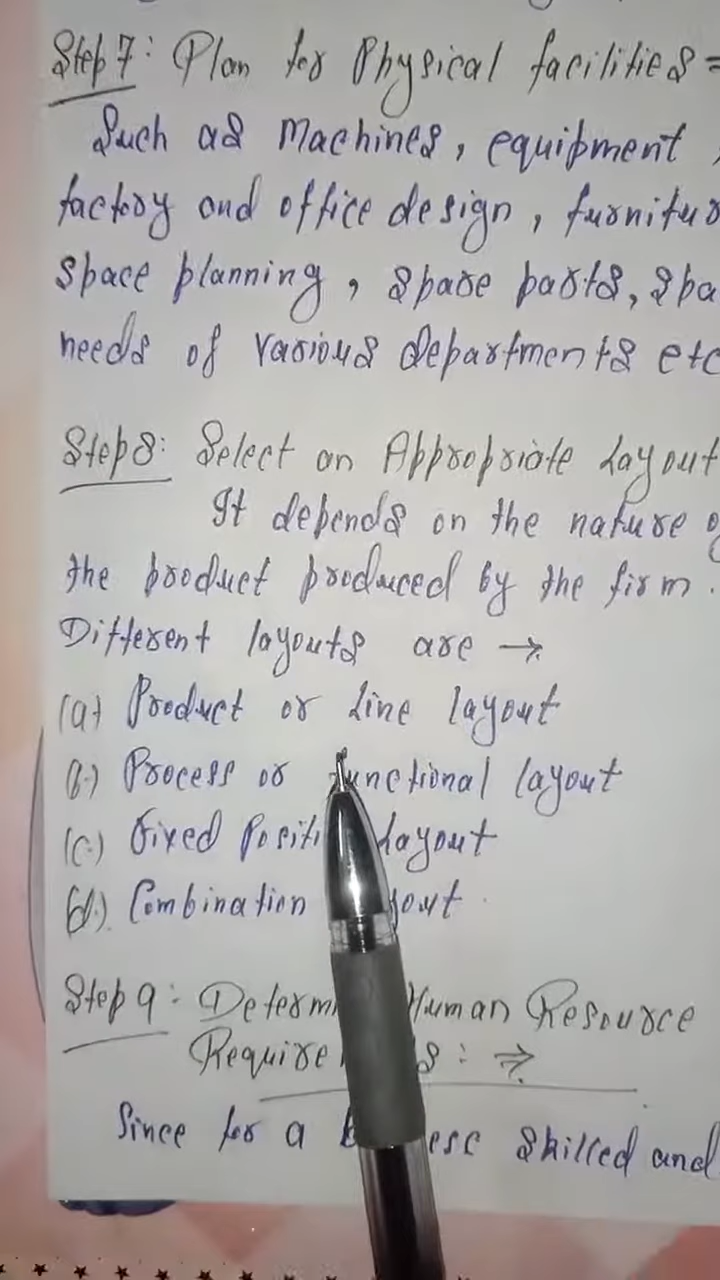 Step 7: Plan for Physical facilities =
Such as Machines, equipment,
factory and office design, furnitur
space planning, spare parts, spa
needs of various departments etc
Step 8: Select an Appropriate Layout
It depends on the nature of
the product produced by the firm.
Different layouts are →
(a) Product or Line layout
(b.) Process or functional layout
(c.) Fixed Positi Layout
(d.) Combination yout.
Step 9: Determ Human Resource
Require s: ⇒
Since for a skilled and